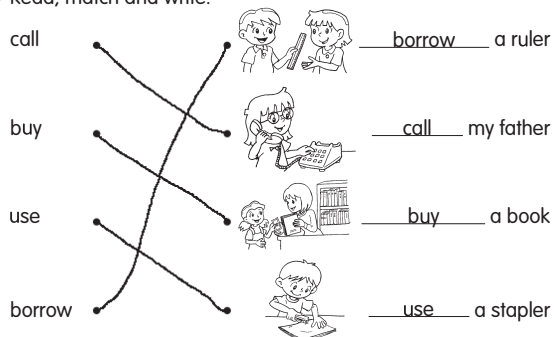 Read, match and write.
call
borrow a ruler
buy
call my father
use
buy a book
borrow
use a stapler